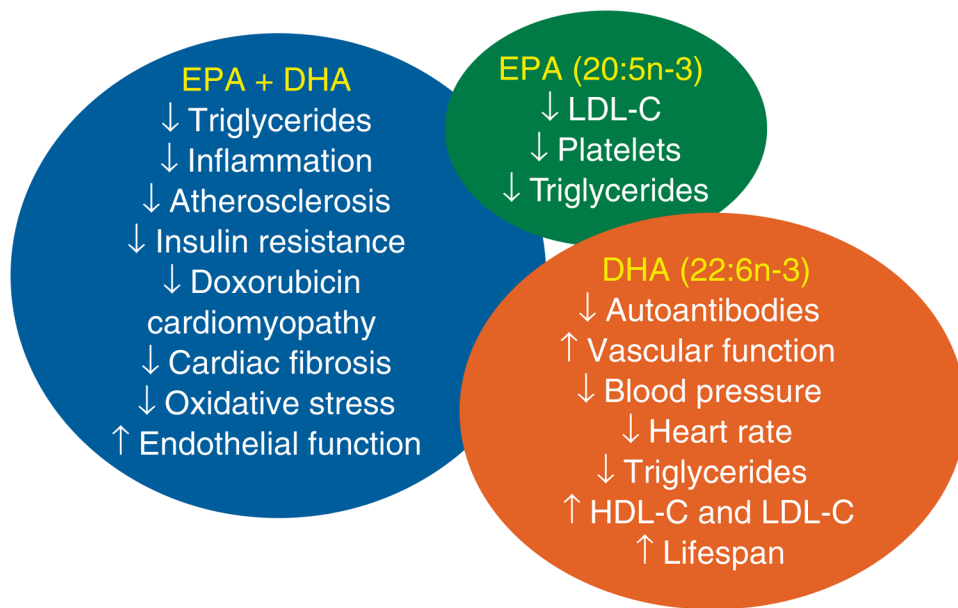 EPA + DHA
↓ Triglycerides
↓ Inflammation
↓ Atherosclerosis
↓ Insulin resistance
↓ Doxorubicin
cardiomyopathy
↓ Cardiac fibrosis
↓ Oxidative stress
↑ Endothelial function
EPA (20:5n-3)
↓ LDL-C
↓ Platelets
↓ Triglycerides
DHA (22:6n-3)
↓ Autoantibodies
↑ Vascular function
↓ Blood pressure
↓ Heart rate
↓ Triglycerides
↑ HDL-C and LDL-C
↑ Lifespan